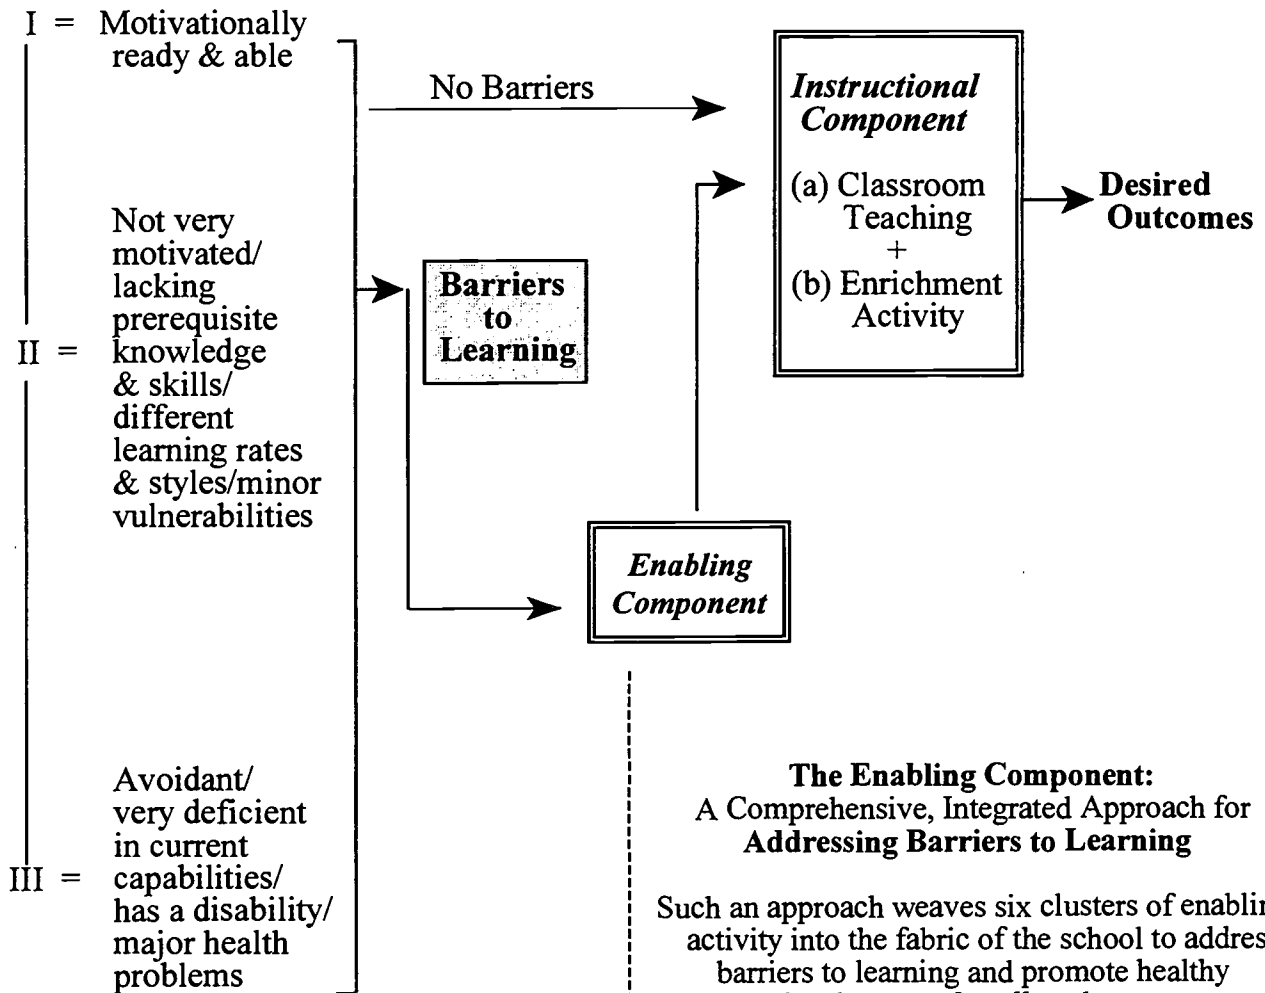 I = Motivationally
ready & able
Not very
motivated/
lacking
prerequisite
II = knowledge
& skills/
different
learning rates
& styles/minor
vulnerabilities
Avoidant/
very deficient
in current
III = capabilities/
has a disability/
major health
problems
No Barriers
Barriers
to
Learning
Instructional
Component
(a) Classroom
Teaching
+
(b) Enrichment
Activity
Desired
Outcomes
Enabling
Component
The Enabling Component:
A Comprehensive, Integrated Approach for
Addressing Barriers to Learning
Such an approach weaves six clusters of enablin
activity into the fabric of the school to addres
barriers to learning and promote healthy